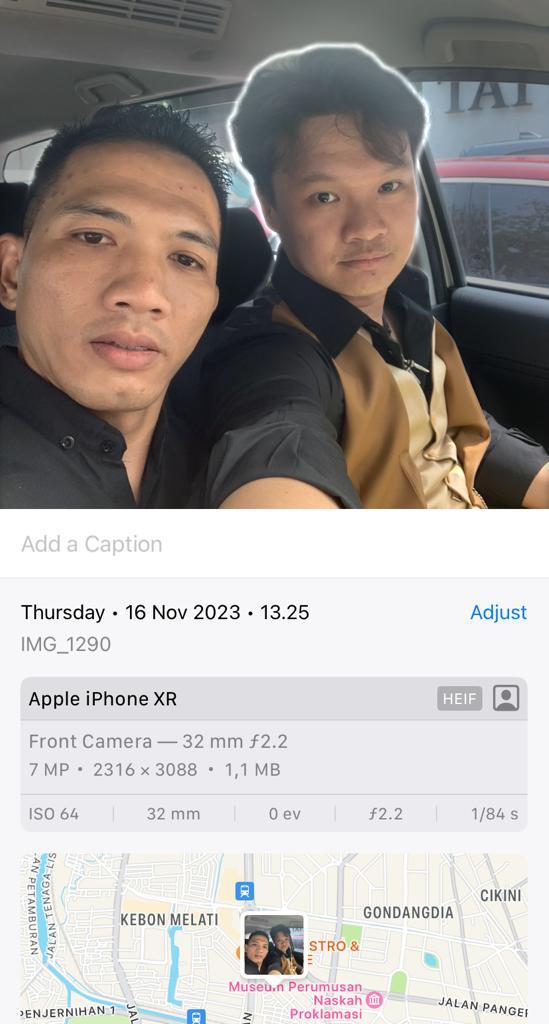 TAI
Add a Caption
Thursday • 16 Nov 2023 • 13.25
Adjust
IMG_1290
Apple iPhone XR
HEIF
Front Camera — 32 mm ƒ2.2
7 MP • 2316 × 3088 • 1,1 MB
ISO 64
32 mm
0 ev
ƒ2.2
1/84 s
AN PETAMBURAN
JALAN TENAGA LIS
KEBON MELATI
GONDANGDIA
CIKINI
STRO &
E
Museum Perumusan
Naskah
Proklamasi
PENJERNIHAN 1
JALAN PANGE